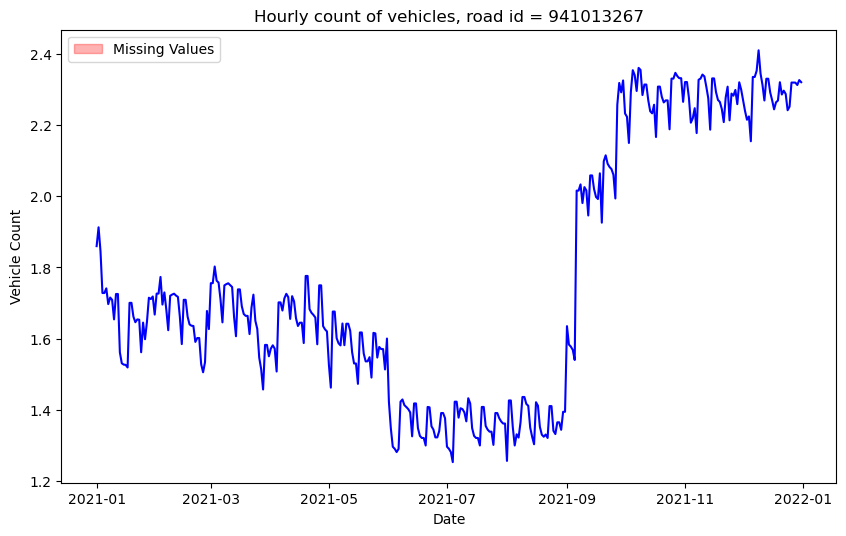 Hourly count of vehicles, road id = 941013267
Missing Values
Vehicle Count
2.4
2.2
2.0
1.8
1.6
1.4
1.2
2021-01 2021-03 2021-05 2021-07 2021-09 2021-11 2022-01
Date